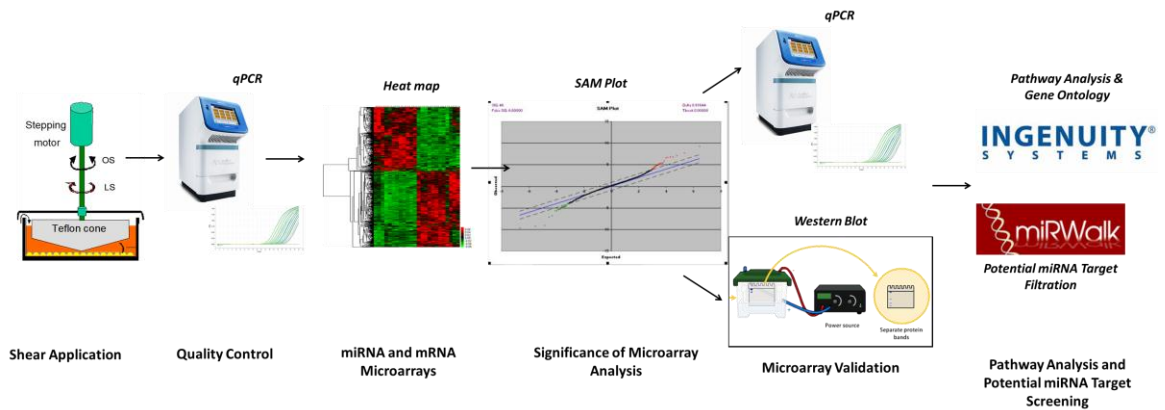 qPCR
Pathway Analysis &
Gene Ontology
qPCR
Heat map
SAM Plot
SAM Plot
Stepping
motor
OS
LS
Teflon cone
INGENUITY®
SYSTEMS
miRWalk
Potential miRNA Target
Filtration
Observed
Expected
Western Blot
Power source
Separate protein
bands
Shear Application
Quality Control
miRNA and mRNA
Microarrays
Significance of Microarray
Analysis
Microarray Validation
Pathway Analysis and
Potential miRNA Target
Screening